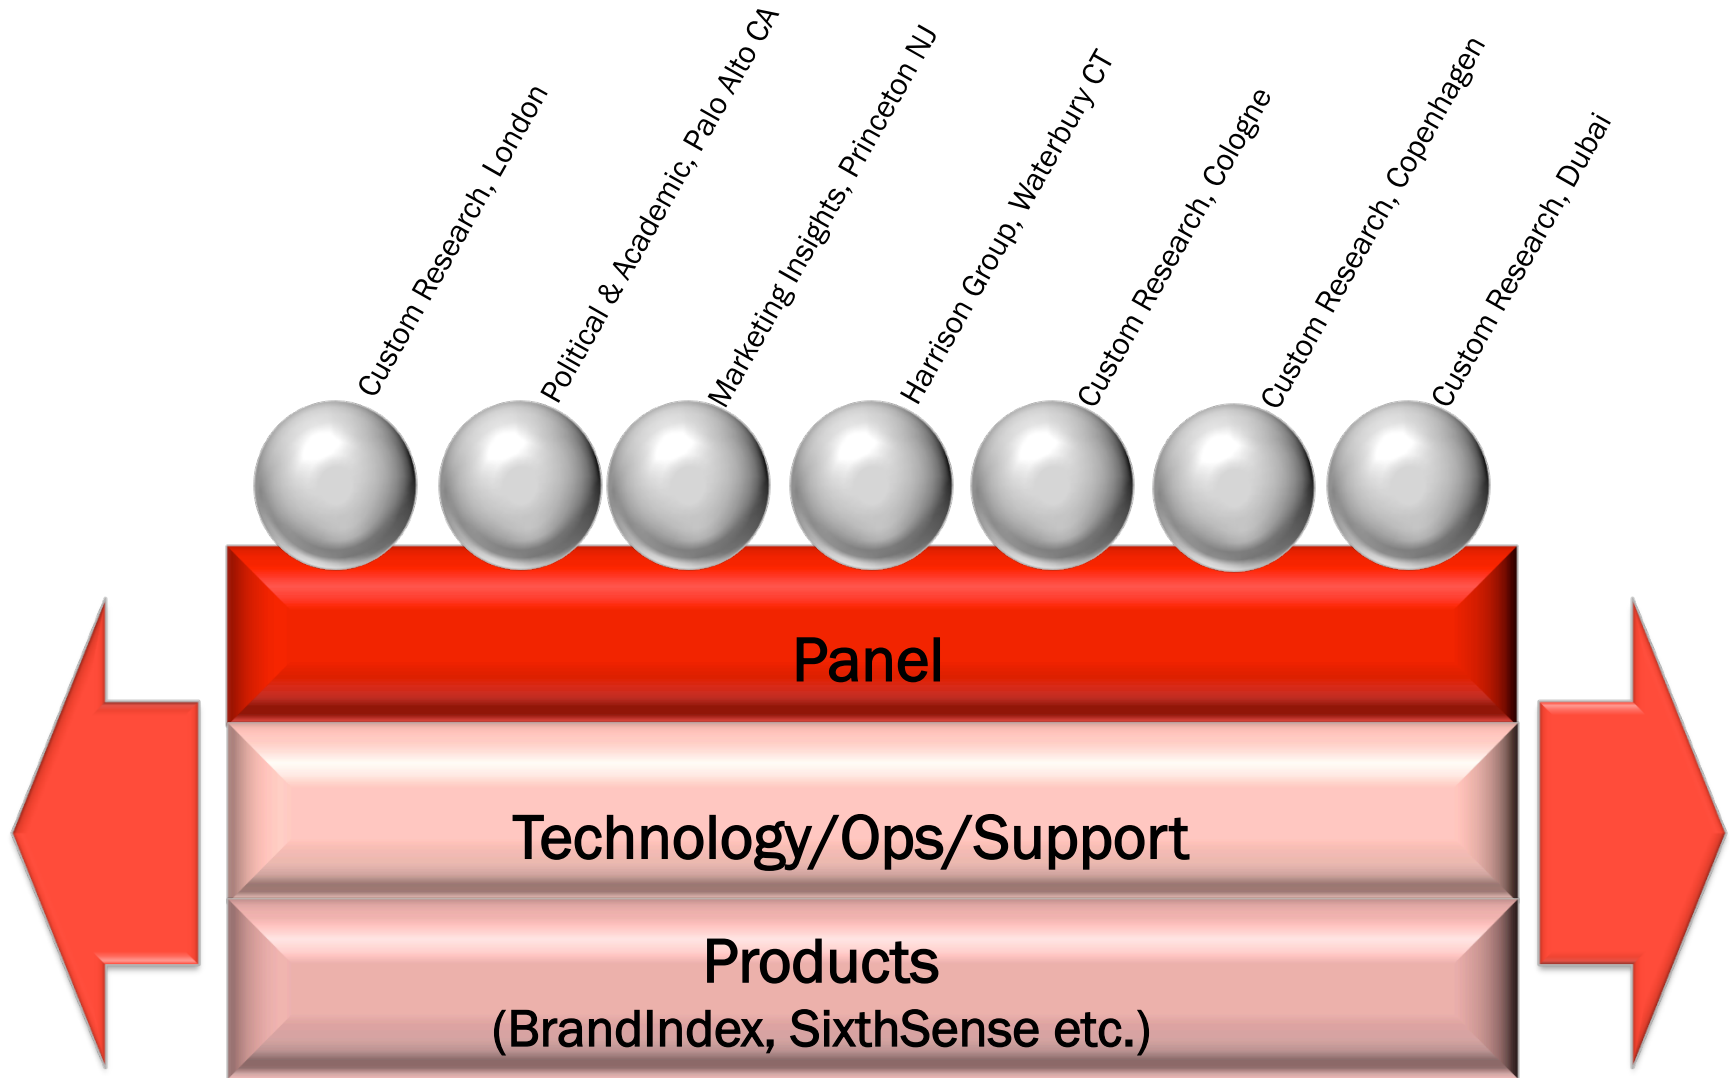 Custom Research, London
Political & Academic, Palo Alto CA
Marketing Insights, Princeton NJ
Harrison Group, Waterbury CT
Custom Research, Cologne
Custom Research, Copenhagen
Custom Research, Dubai
Panel
Technology/Ops/Support
Products
(BrandIndex, SixthSense etc.)